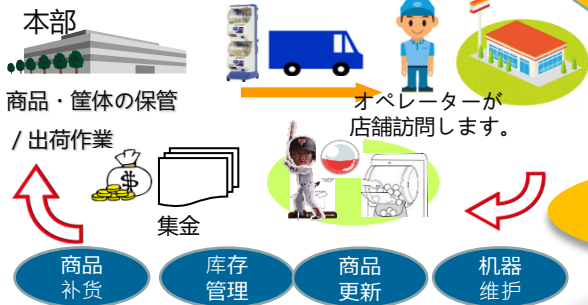 本部
商品・筐体の保管
/ 出荷作業
オペレーターが
店舗訪問します。
$
集金
商品
补货
库存
管理
商品
更新
机器
维护